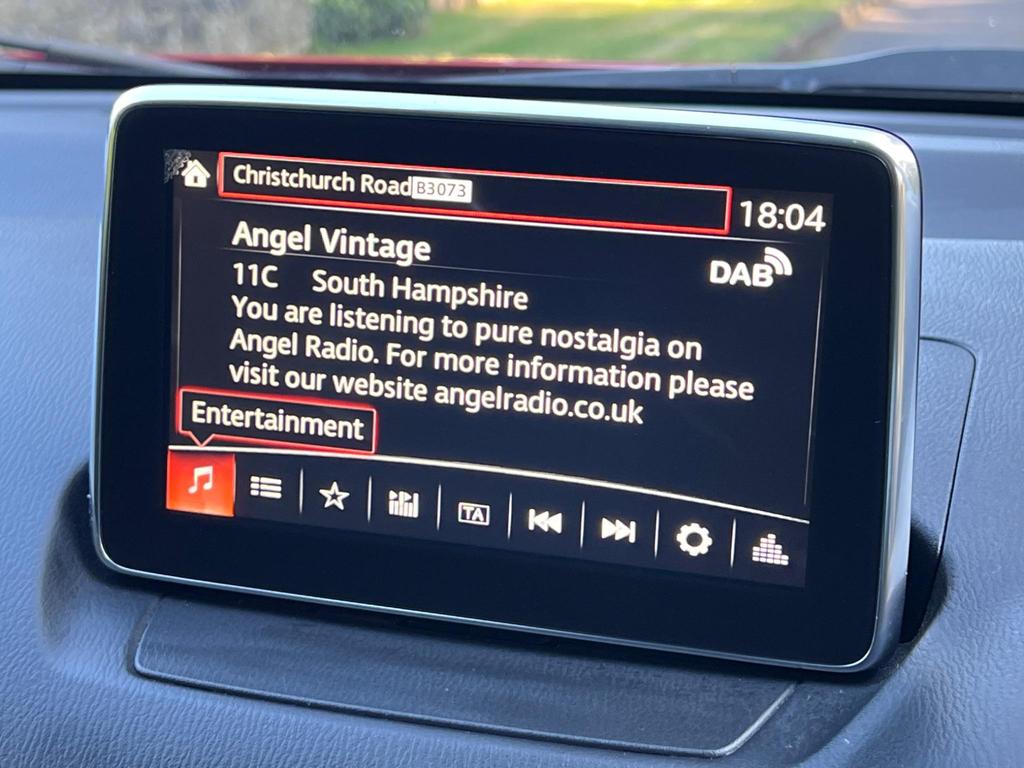 Christchurch Road B3073
18:04
Angel Vintage
DAB
11C South Hampshire
You are listening to pure nostalgia on
Angel Radio. For more information please
visit our website angelradio.co.uk
Entertainment
TA